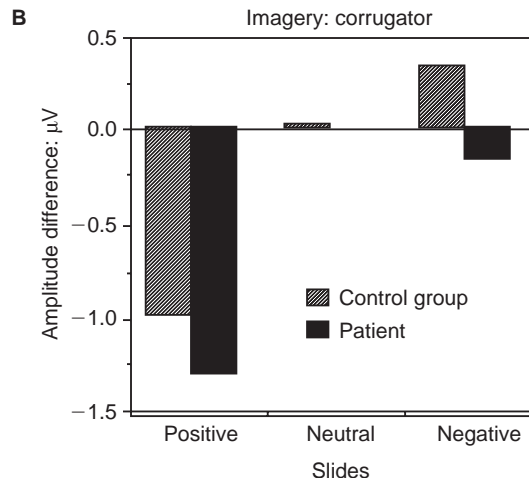 B
Imagery: corrugator
Amplitude difference: μV
0.5
0.0
−0.5
−1.0
−1.5
Control group
Patient
Positive Neutral Negative
Slides